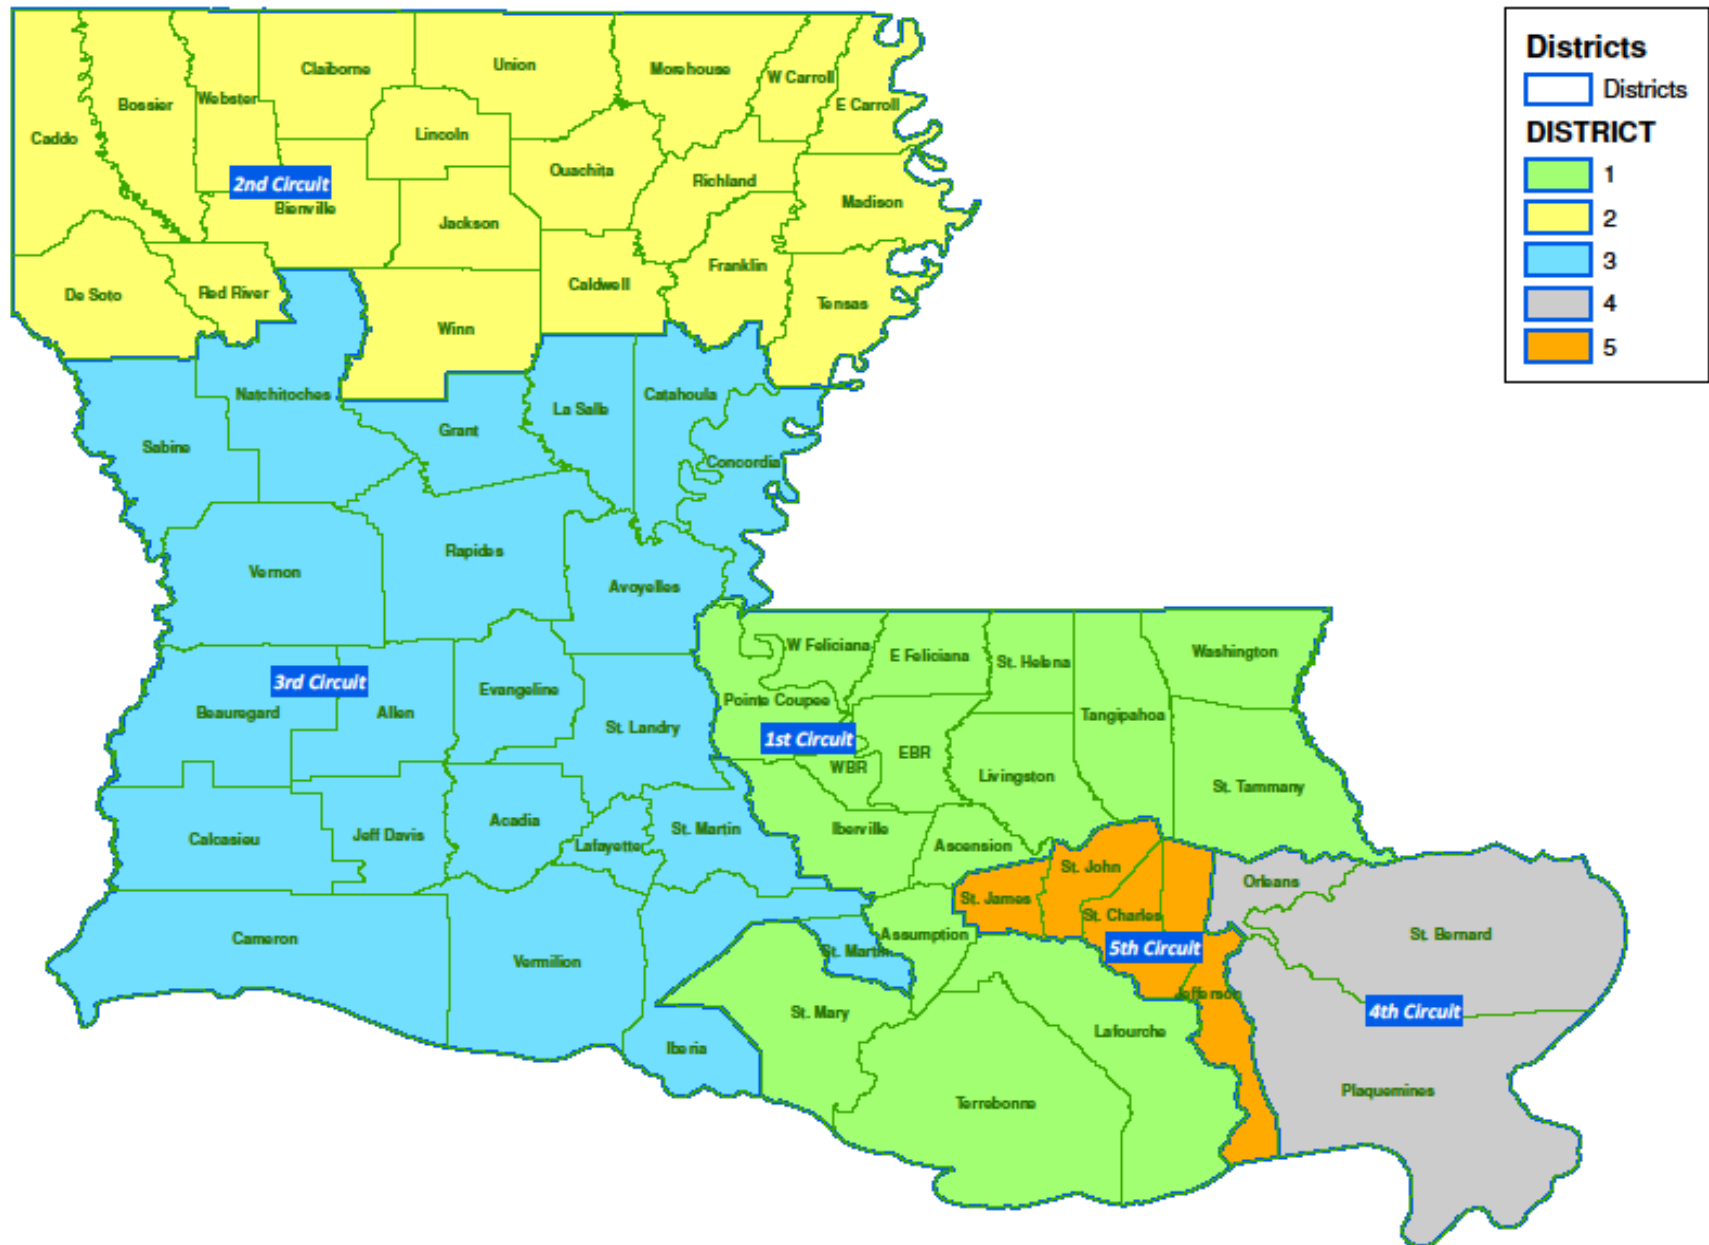 Districts
Districts
DISTRICT
1
2
3
4
5
Claiborne
Union
Morehouse
W Carroll
Webster
Bossier
E Carroll
Caddo
Lincoln
Ouachita
Richland
2nd Circuit
Bienville
Madison
Jackson
Franklin
Caldwell
De Soto
Red River
Tensas
Winn
Natchitoches
La Salle
Catahoula
Grant
Sabine
Concordia
Rapides
Vernon
Avoyelles
W Feliciana
E Feliciana
St. Helena
Washington
3rd Circuit
Evangeline
Pointe Coupee
Beauregard
Allen
St. Landry
Tangipahoa
1st Circuit
EBR
WBR
Livingston
St. Tammany
Acadia
St. Martin
Iberville
Calcasieu
Jeff Davis
Lafayette
Ascension
St. John
Orleans
St. James
St. Charles
Cameron
Assumption
St. Bernard
5th Circuit
St. Martin
Vermilion
Jefferson
St. Mary
4th Circuit
Lafourche
Iberia
Plaquemines
Terrebonne